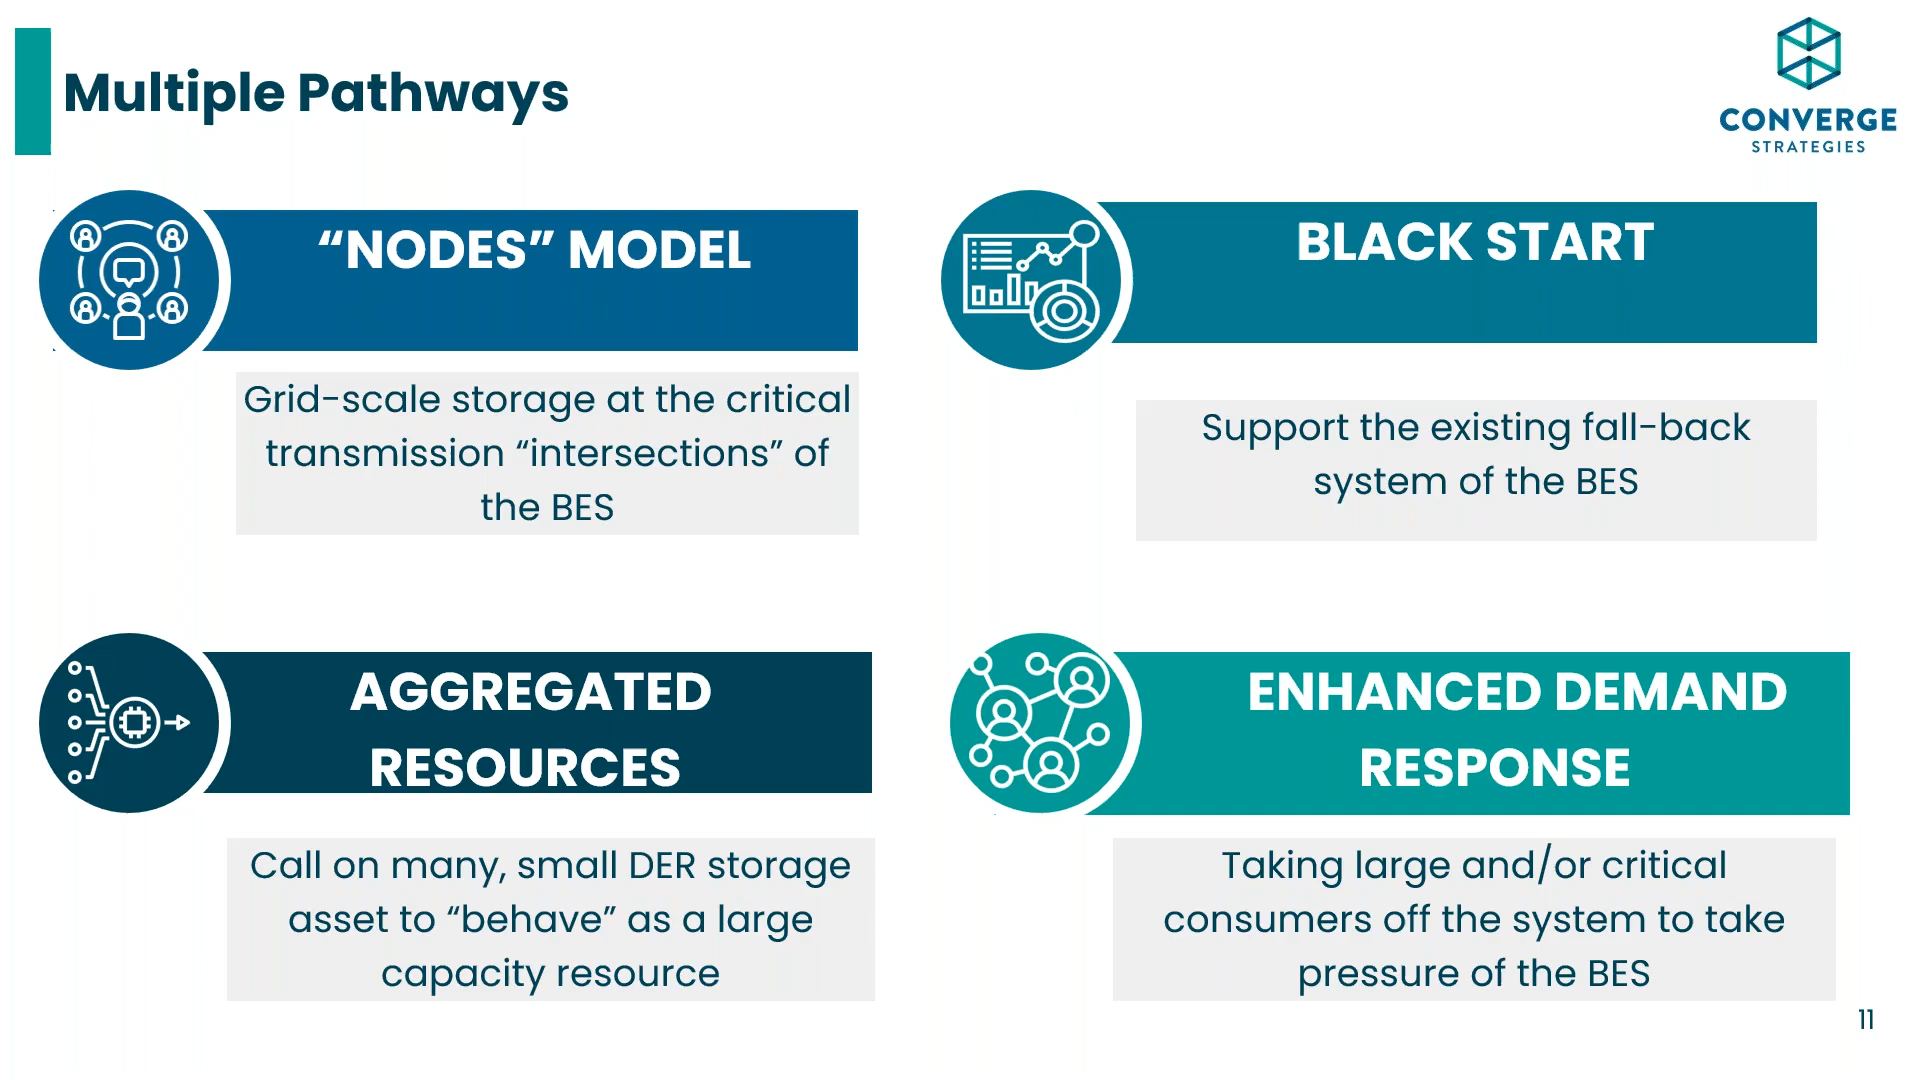 Multiple Pathways
CONVERGE
STRATEGIES
“NODES” MODEL
Grid-scale storage at the critical
transmission “intersections” of
the BES
BLACK START
Support the existing fall-back
system of the BES
AGGREGATED
RESOURCES
Call on many, small DER storage
asset to “behave” as a large
capacity resource
ENHANCED DEMAND
RESPONSE
Taking large and/or critical
consumers off the system to take
pressure of the BES
11